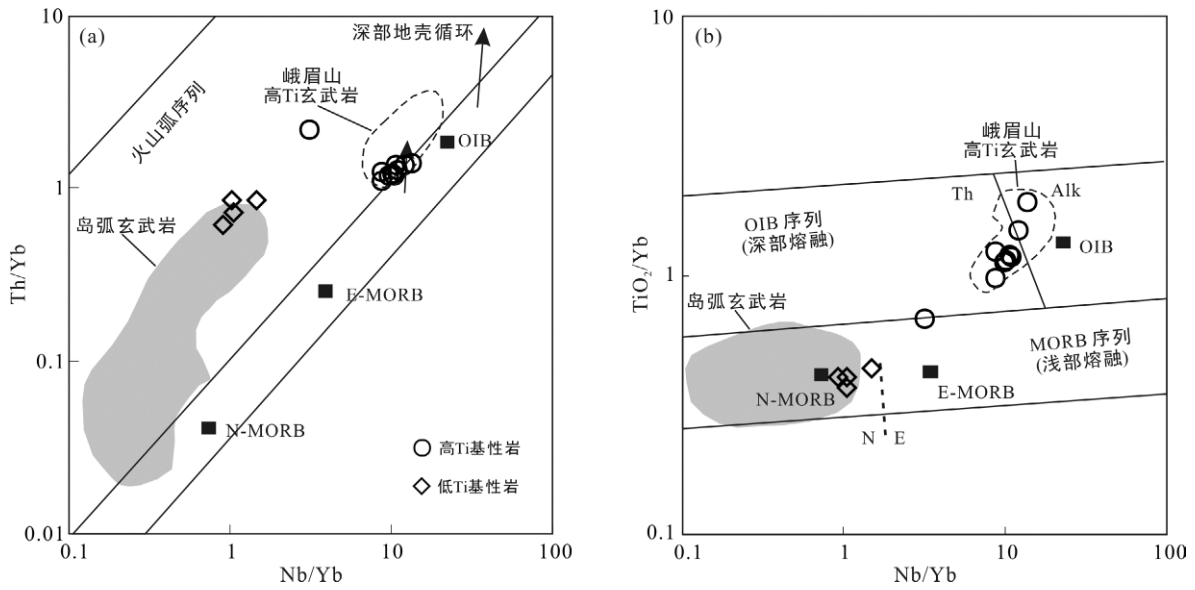 (a)
深部地壳循环
峨眉山
高Ti玄武岩
火山弧序列
OIB
岛弧玄武岩
E-MORB
N-MORB
高Ti基性岩
低Ti基性岩
10
1
0.1
0.01
Th/Yb
0.1
1
10
100
Nb/Yb
(b)
峨眉山
高Ti玄武岩
Th
Alk
OIB 序列
(深部熔融)
OIB
岛弧玄武岩
MORB 序列
(浅部熔融)
N-MORB
E-MORB
N E
10
1
0.1
TiO₂/Yb
0.1
1
10
100
Nb/Yb